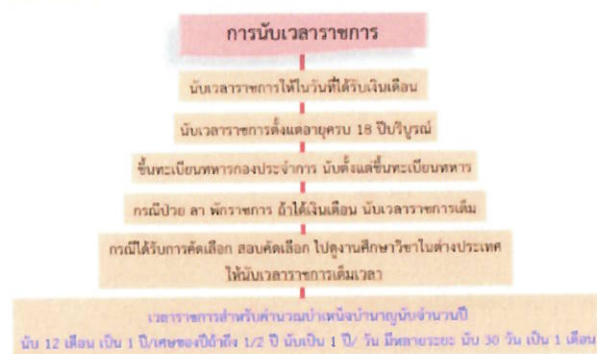 การนับเวลาราชการ
นับเวลาราชการให้ในวันที่ได้รับเงินเดือน
นับเวลาราชการตั้งแต่อายุครบ 18 ปีบริบูรณ์
ขึ้นทะเบียนทหารกองประจำการ นับตั้งแต่ขึ้นทะเบียนทหาร
กรณีป่วย ลา พักราชการ ถ้าได้เงินเดือน นับเวลาราชการเต็ม
กรณีได้รับการคัดเลือก สอบคัดเลือก ไปดูงานศึกษาวิชาในต่างประเทศ
ให้นับเวลาราชการเต็มเวลา
เวลาราชการสำหรับคำนวณบำเหน็จบำนาญนับจำนวนปี
นับ 12 เดือน เป็น 1 ปี/เศษของปีถ้าถึง 1/2 ปี นับเป็น 1 ปี/ วัน มีหลายระยะ นับ 30 วัน เป็น 1 เดือน